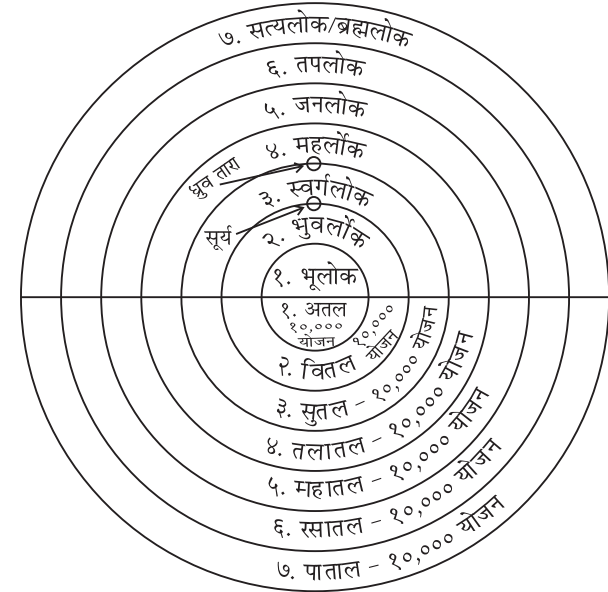 ७. सत्यलोक/ब्रह्मलोक
६. तपलोक
५. जनलोक
४. महर्लोक
ध्रुव तारा
३. स्वर्गलोक
सूर्य
२. भुवर्लोक
१. भूलोक
१. अतल
१०,०००
योजन
२. वितल १०,०००
योजन
३. सुतल – १०,००० योजन
४. तलातल – १०,००० योजन
५. महातल – १०,००० योजन
६. रसातल – १०,००० योजन
७. पाताल – १०,००० योजन